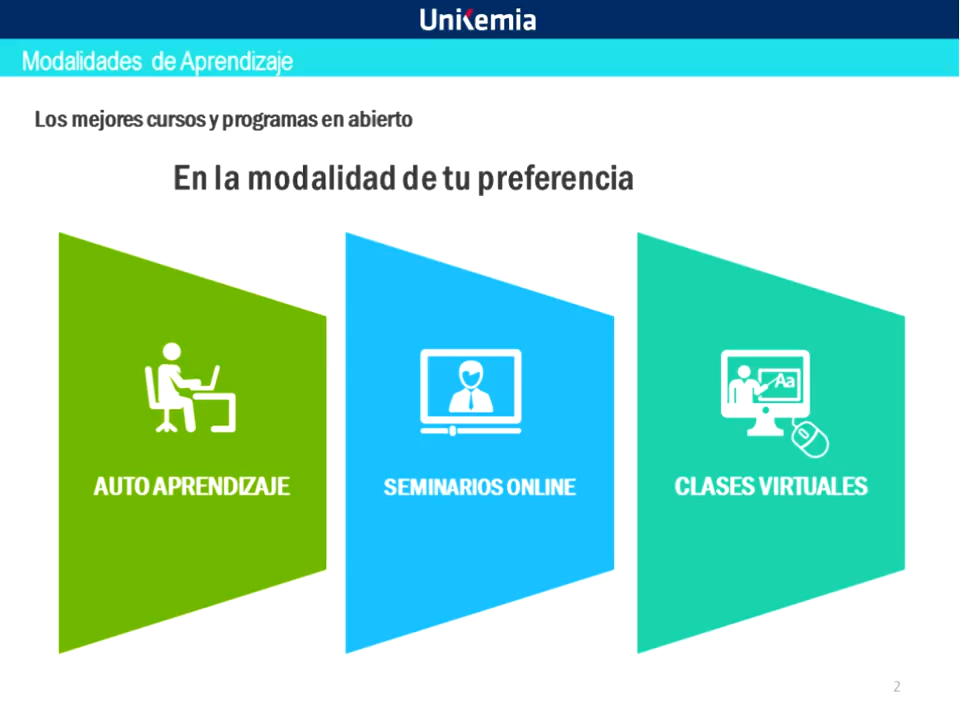 Unikemia
Modalidades de Aprendizaje
Los mejores cursos y programas en abierto
En la modalidad de tu preferencia
Aa
AUTO APRENDIZAJE
SEMINARIOS ONLINE
CLASES VIRTUALES
2